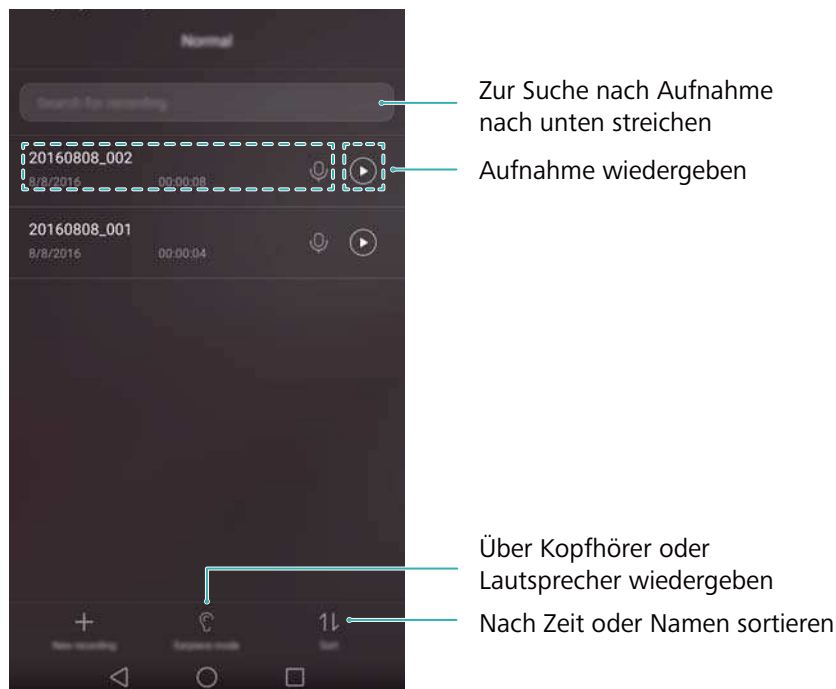 Normal
Search for recording
Zur Suche nach Aufnahme
nach unten streichen
20160808_002
8/8/2016 00:00:08
Aufnahme wiedergeben
20160808_001
8/8/2016 00:00:04
Über Kopfhörer oder
Lautsprecher wiedergeben
Nach Zeit oder Namen sortieren
New recording Earpiece mode Sort